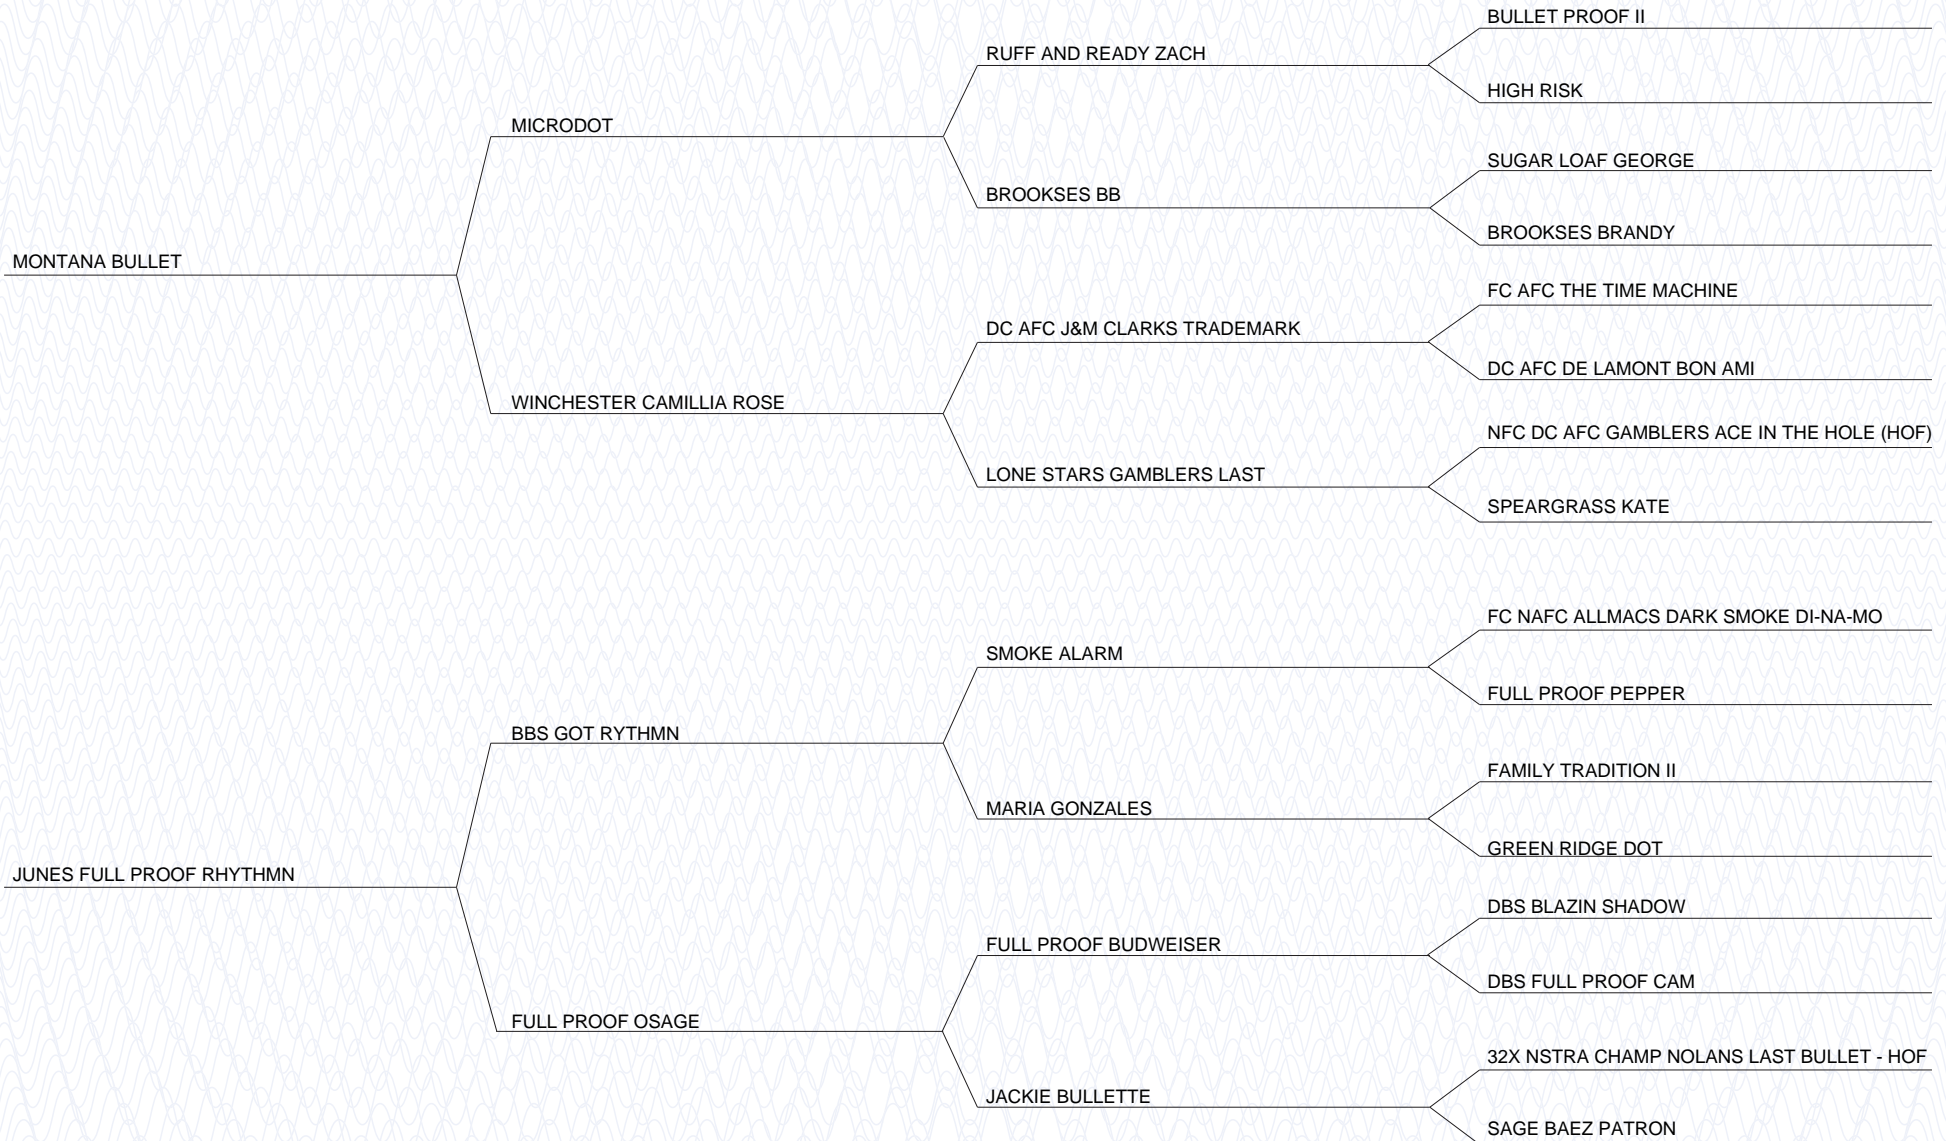 BULLET PROOF II
RUFF AND READY ZACH
HIGH RISK
MICRODOT
SUGAR LOAF GEORGE
BROOKSES BB
BROOKSES BRANDY
MONTANA BULLET
FC AFC THE TIME MACHINE
DC AFC J&M CLARKS TRADEMARK
DC AFC DE LAMONT BON AMI
WINCHESTER CAMILLIA ROSE
NFC DC AFC GAMBLERS ACE IN THE HOLE (HOF)
LONE STARS GAMBLERS LAST
SPEARGRASS KATE
FC NAFC ALLMACS DARK SMOKE DI-NA-MO
SMOKE ALARM
FULL PROOF PEPPER
BBS GOT RYTHMN
FAMILY TRADITION II
MARIA GONZALES
GREEN RIDGE DOT
JUNES FULL PROOF RHYTHMN
DBS BLAZIN SHADOW
FULL PROOF BUDWEISER
DBS FULL PROOF CAM
FULL PROOF OSAGE
32X NSTRA CHAMP NOLANS LAST BULLET - HOF
JACKIE BULLETTE
SAGE BAEZ PATRON